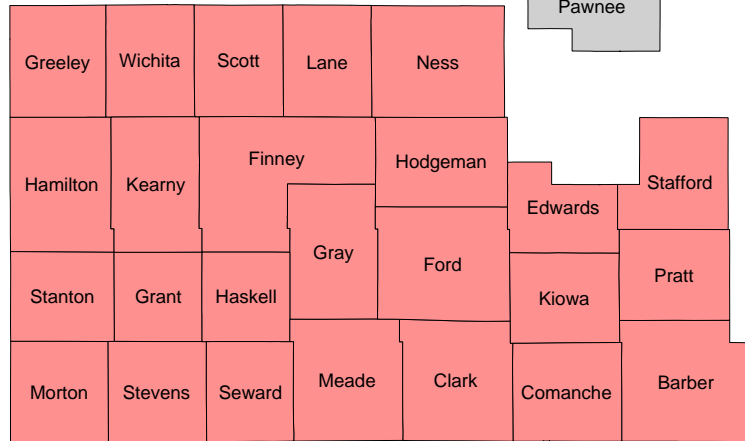 Pawnee
Greeley
Wichita
Scott
Lane
Ness
Finney
Hodgeman
Hamilton
Kearny
Stafford
Edwards
Gray
Ford
Pratt
Stanton
Grant
Haskell
Kiowa
Morton
Stevens
Seward
Meade
Clark
Comanche
Barber